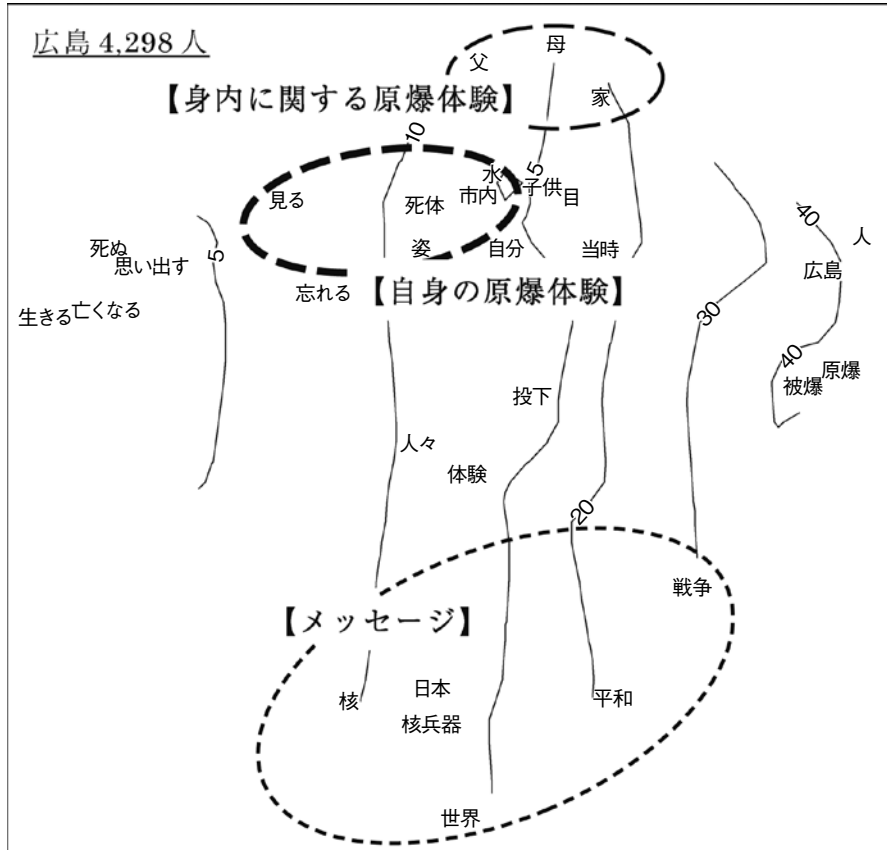 広島 4,298 人
母
父
家
【身内に関する原爆体験】
10
5
水
子供
市内
目
見る
死体
40
人
死ぬ
思い出す
5
姿
自分
当時
広島
生きる
亡くなる
忘れる
【自身の原爆体験】
30
40
原爆
被爆
投下
人々
体験
20
戦争
【メッセージ】
核
日本
平和
核兵器
世界